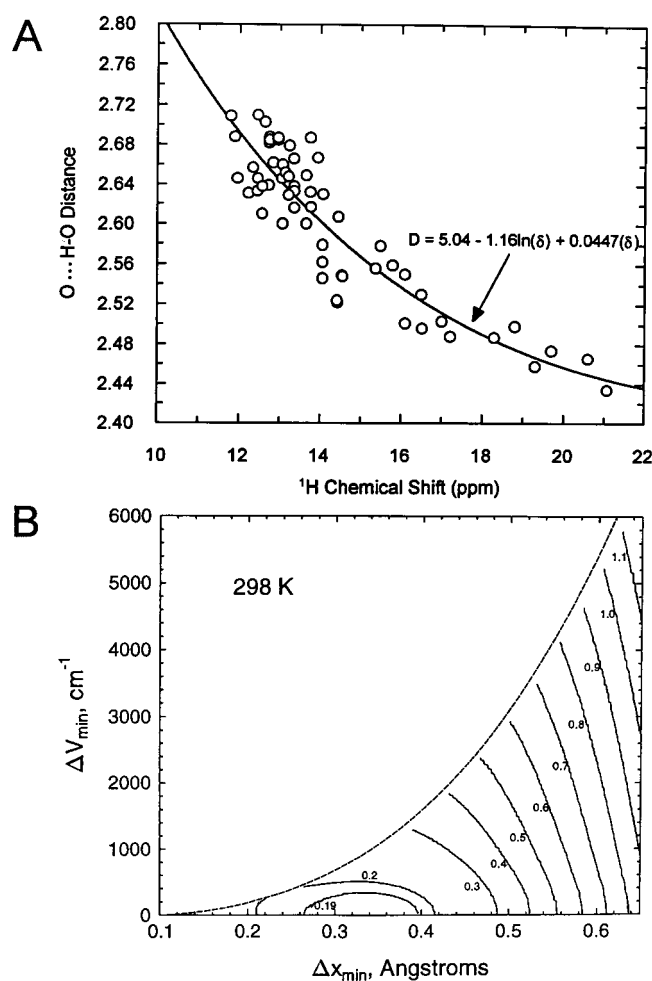 A
2.80
2.76
2.72
2.68
2.64
2.60
2.56
2.52
2.48
2.44
2.40
O ••• H-O Distance
D = 5.04 - 1.16ln(δ) + 0.0447(δ)
10 12 14 16 18 20 22
¹H Chemical Shift (ppm)
B
6000
5000
4000
3000
2000
1000
0
ΔVmin, cm⁻¹
298 K
1.1
1.0
0.9
0.8
0.7
0.6
0.5
0.4
0.3
0.2
0.19
0.1 0.2 0.3 0.4 0.5 0.6
Δxmin, Angstroms